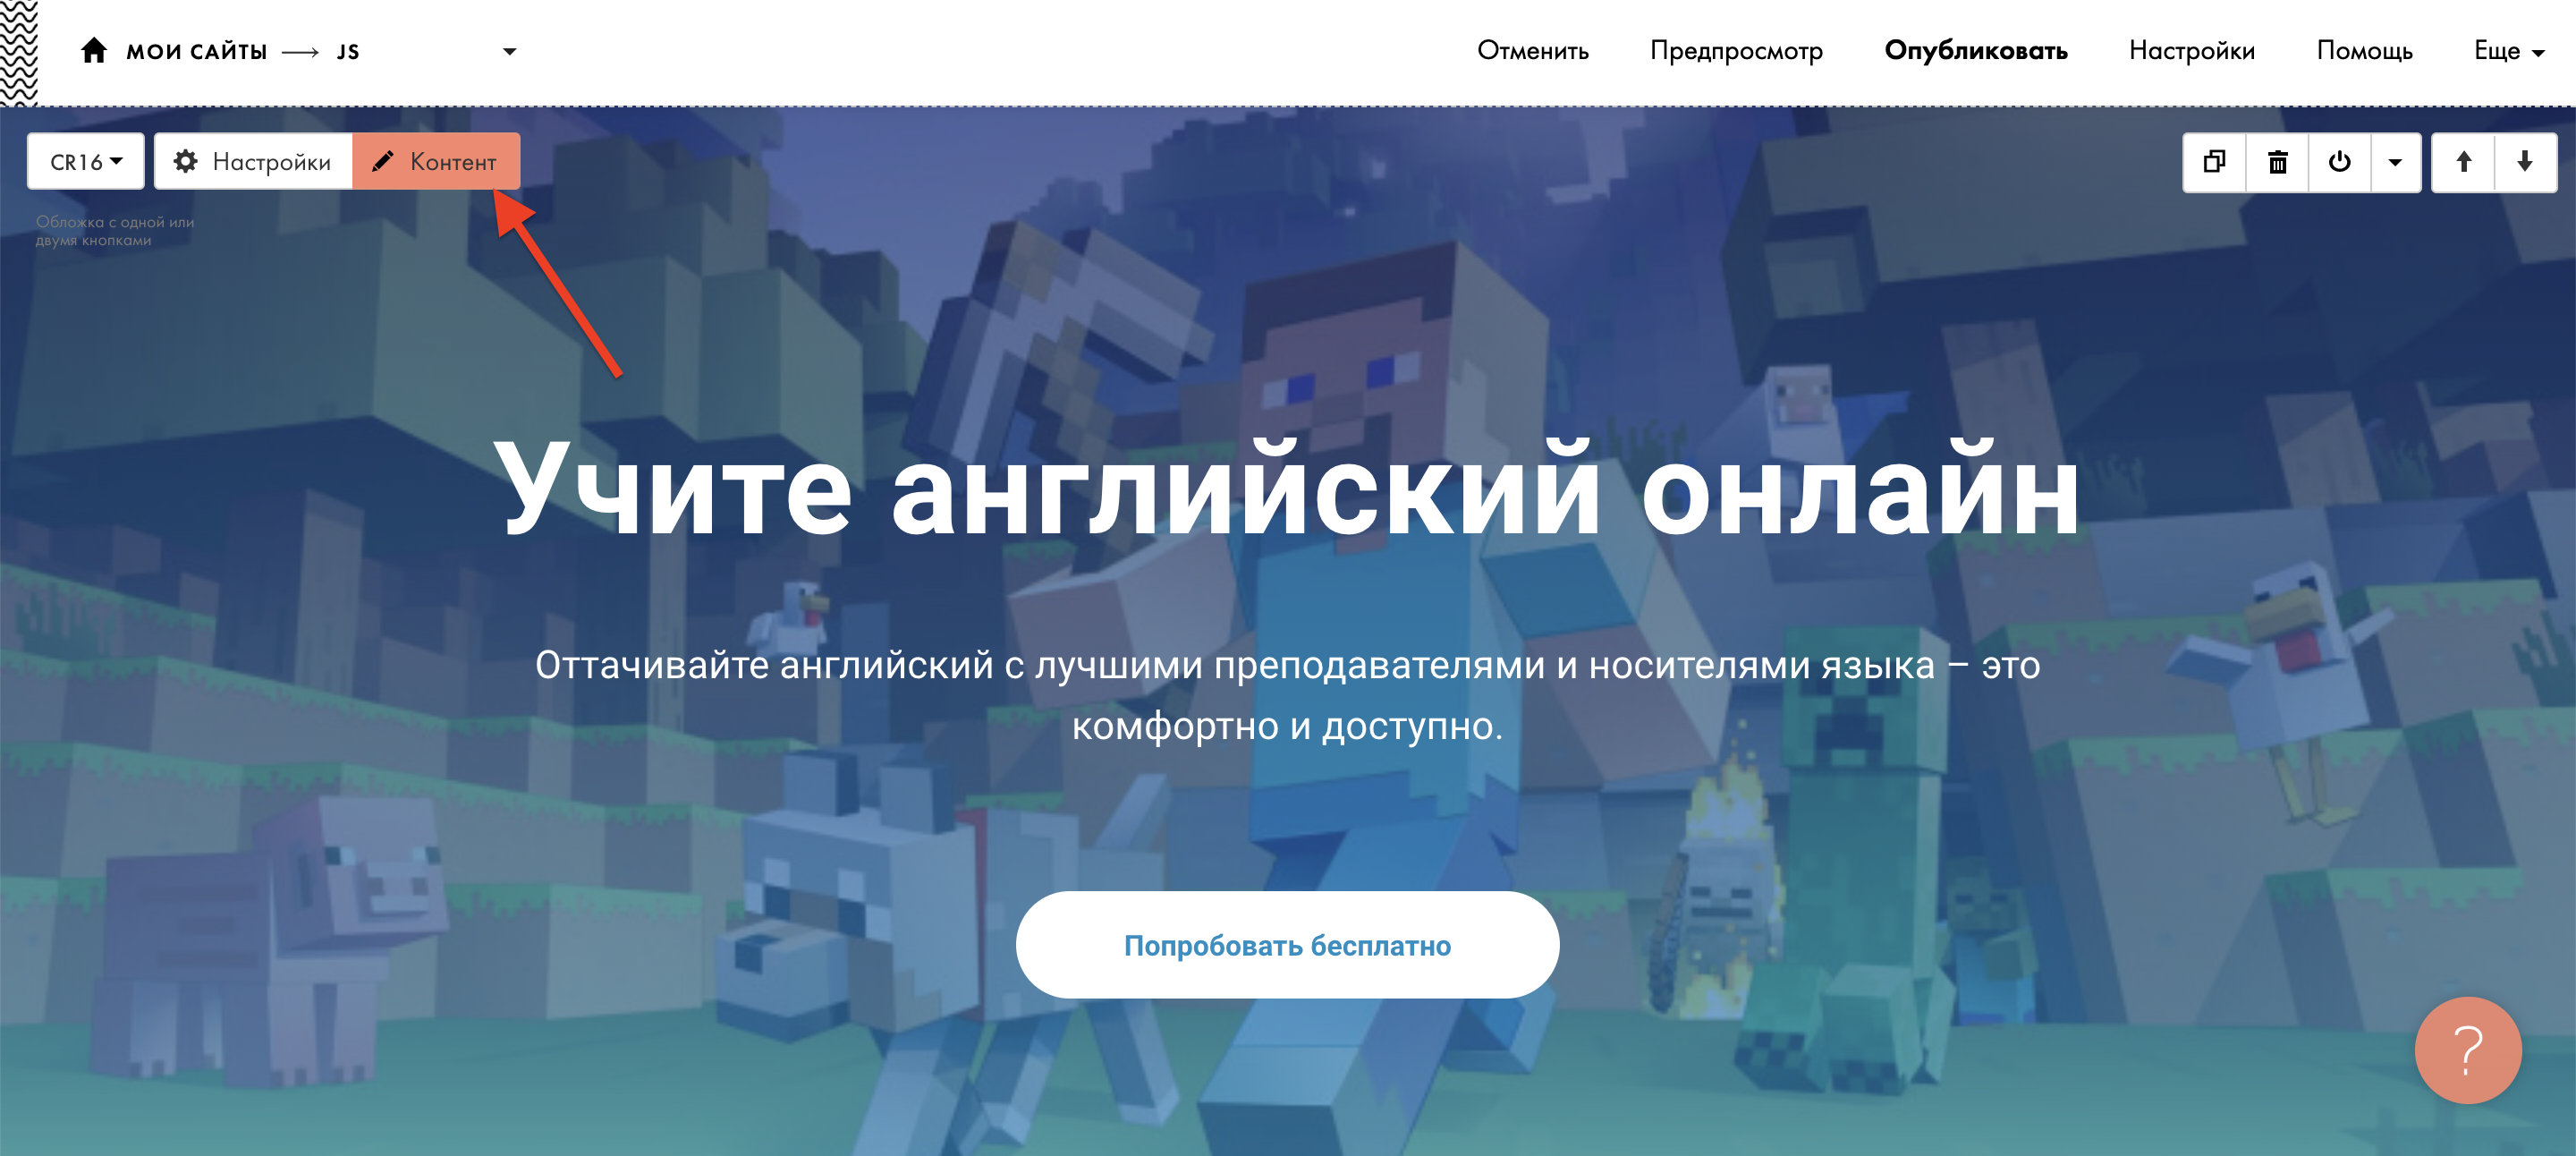 МОИ САЙТЫ → JS
Отменить Предпросмотр Опубликовать Настройки Помощь Еще
CR16 Настройки Контент
Обложка с одной или
двумя кнопками
Учите английский онлайн
Оттачивайте английский с лучшими преподавателями и носителями языка – это
комфортно и доступно.
Попробовать бесплатно
?